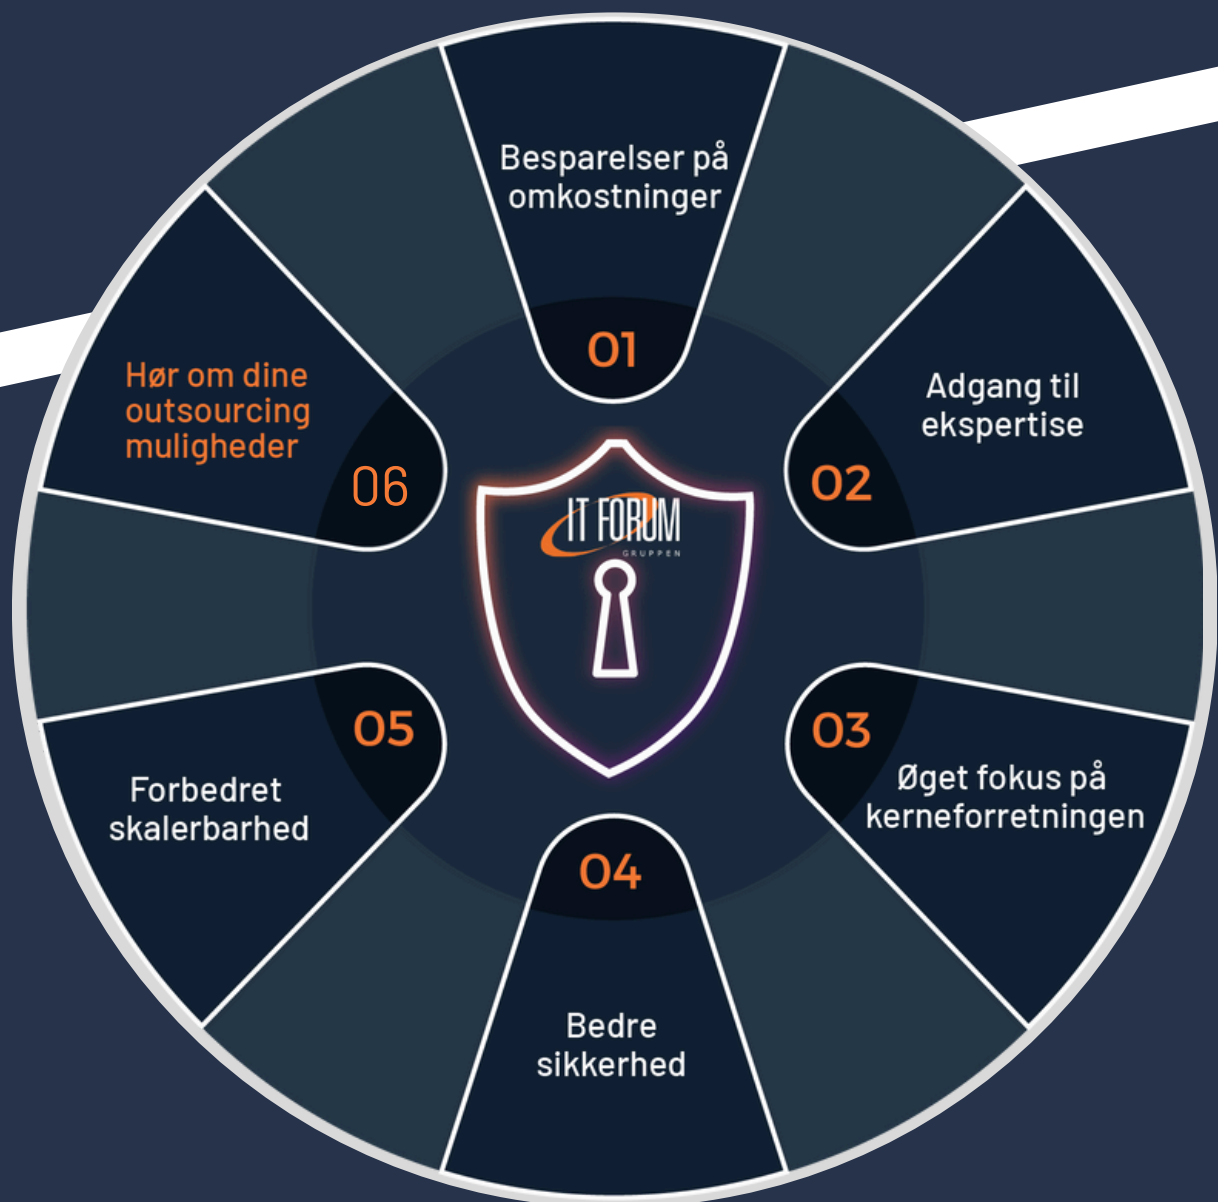 Besparelser på
omkostninger
01
Adgang til
ekspertise
02
Øget fokus på
kerneforretningen
03
Bedre
sikkerhed
04
Forbedret
skalerbarhed
05
Hør om dine
outsourcing
muligheder
06
IT FORUM
GRUPPEN